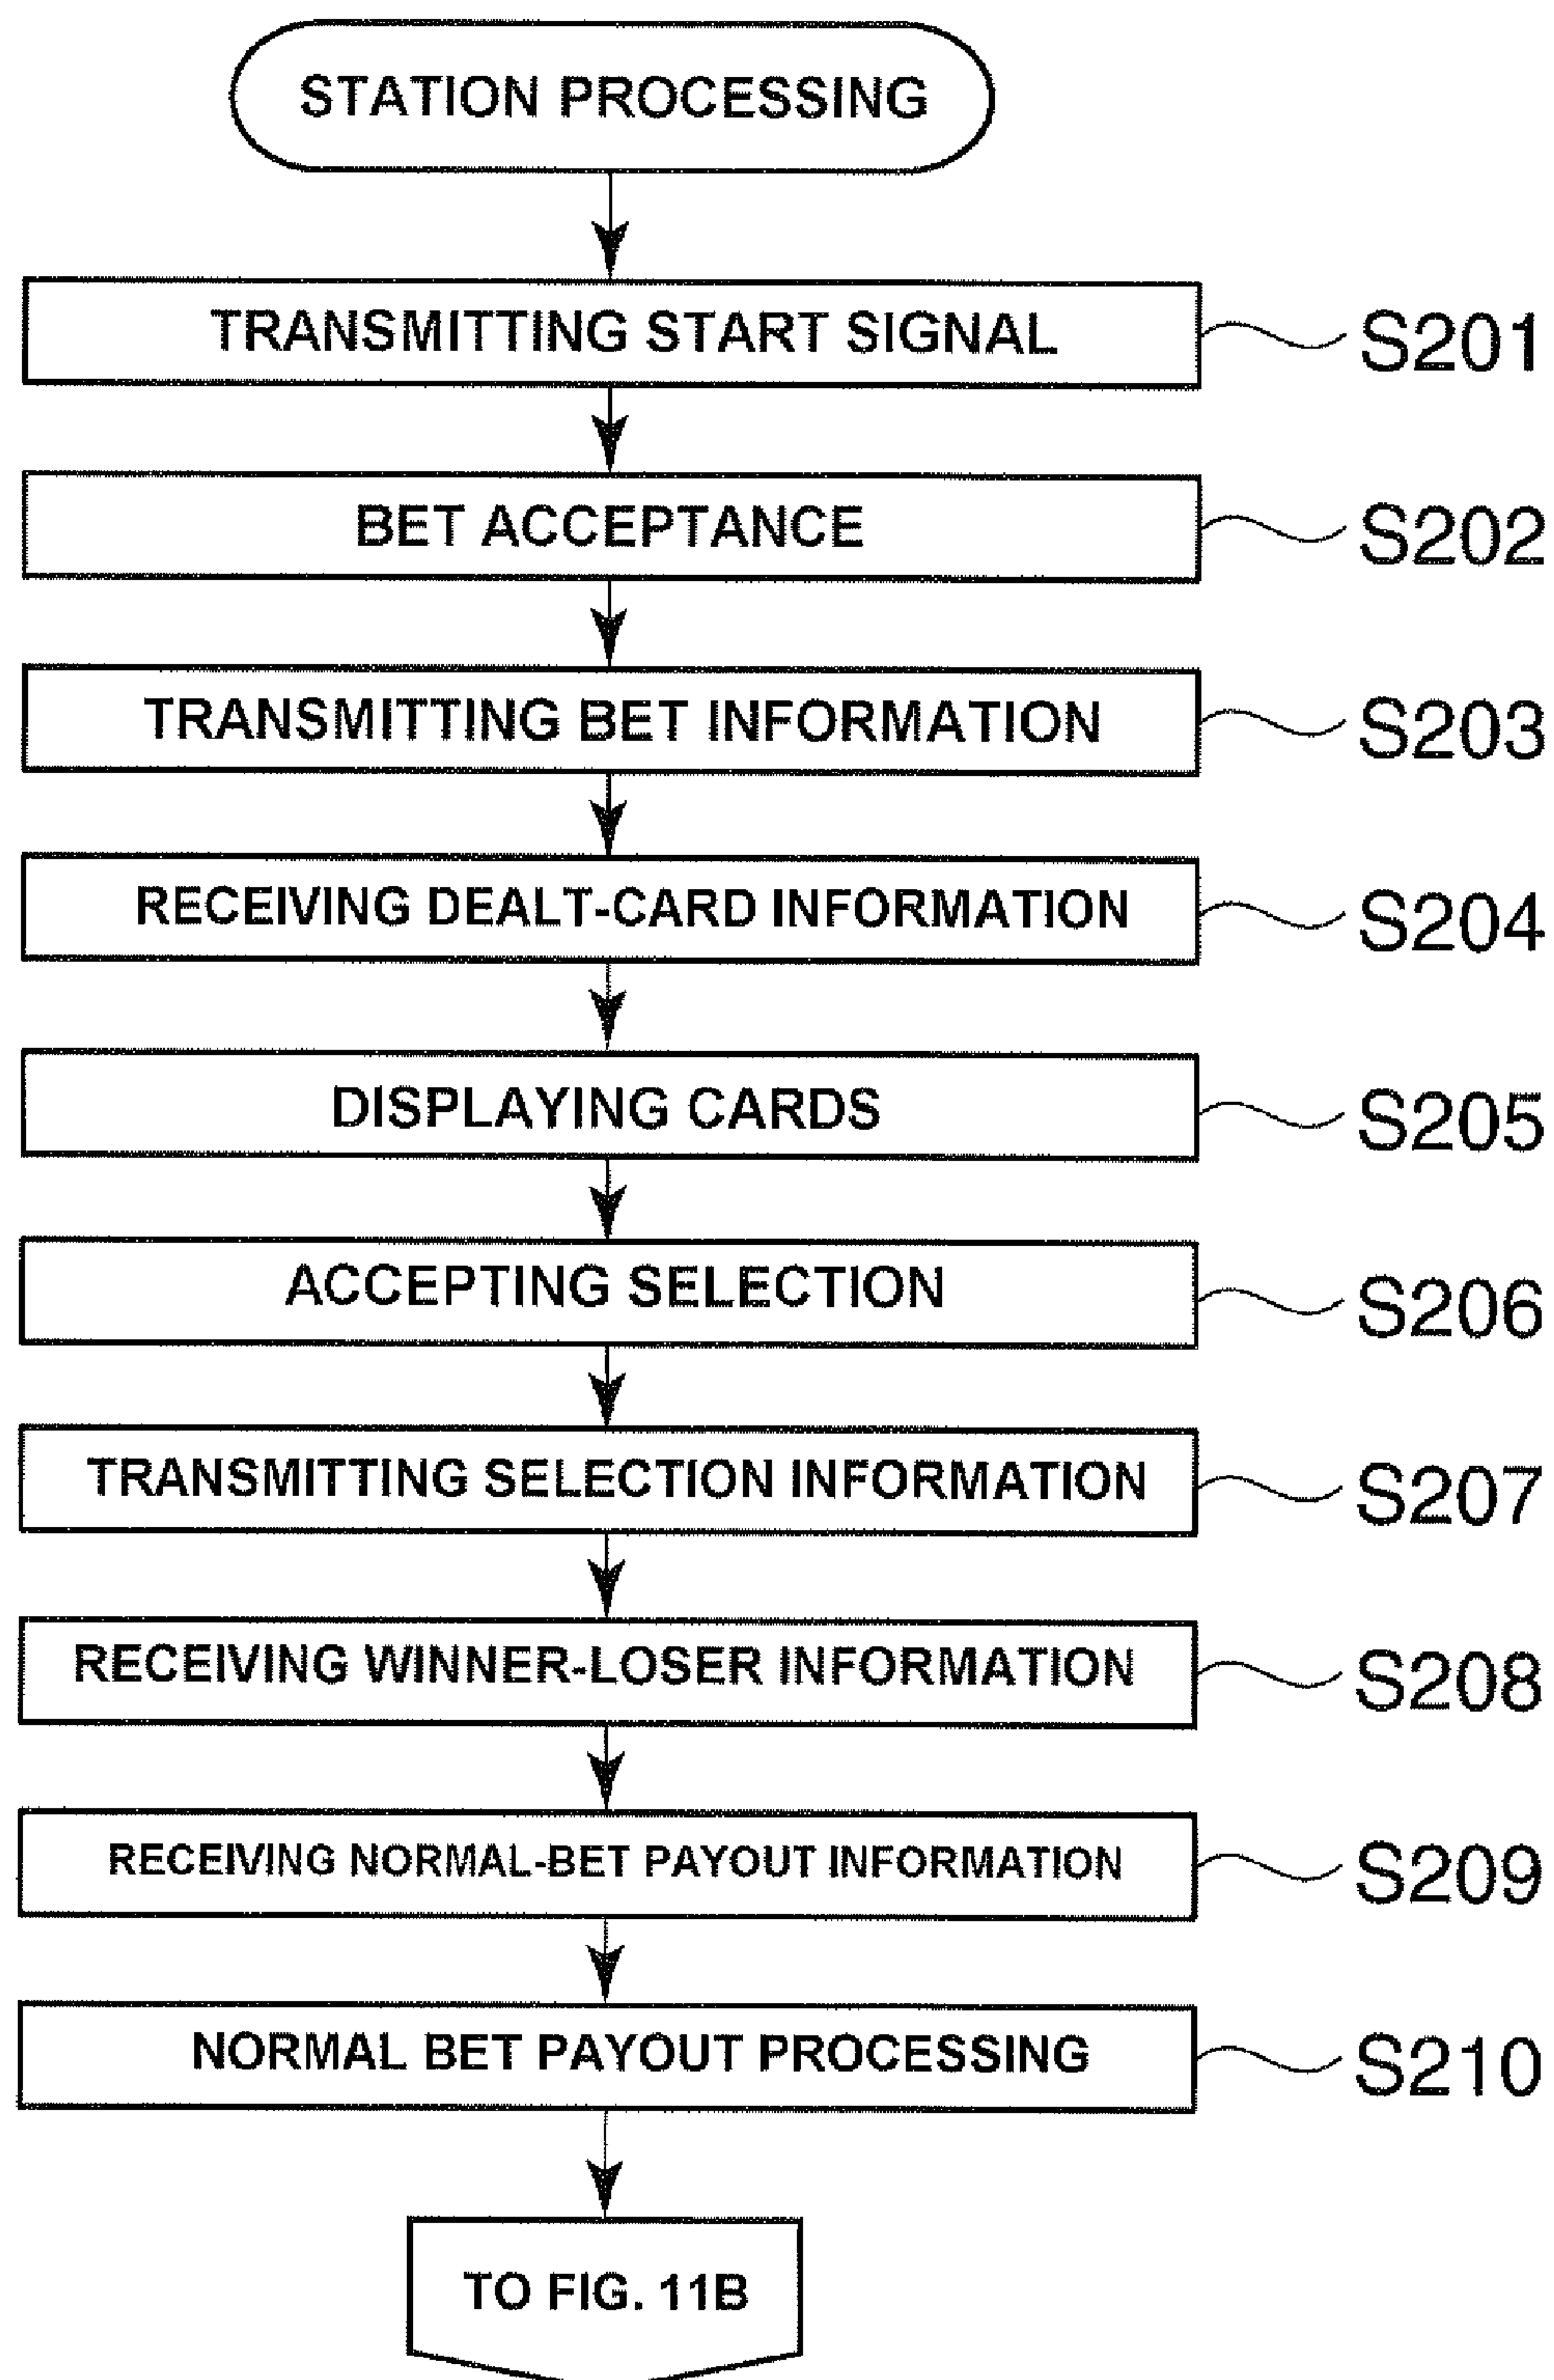 STATION PROCESSING
TRANSMITTING START SIGNAL S201
BET ACCEPTANCE S202
TRANSMITTING BET INFORMATION S203
RECEIVING DEALT-CARD INFORMATION S204
DISPLAYING CARDS S205
ACCEPTING SELECTION S206
TRANSMITTING SELECTION INFORMATION S207
RECEIVING WINNER-LOSER INFORMATION S208
RECEIVING NORMAL-BET PAYOUT INFORMATION S209
NORMAL BET PAYOUT PROCESSING S210
TO FIG. 11B